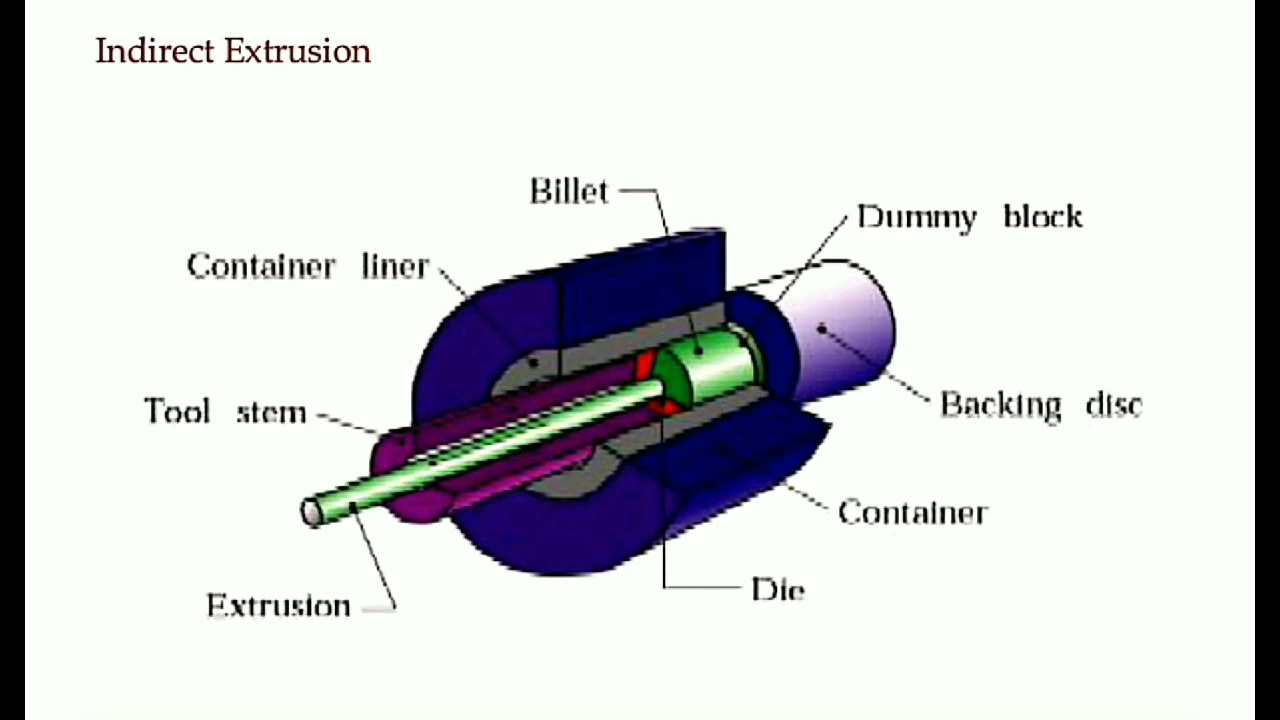 Indirect Extrusion
Billet
Dummy block
Container liner
Tool stem
Backing disc
Container
Die
Extrusion